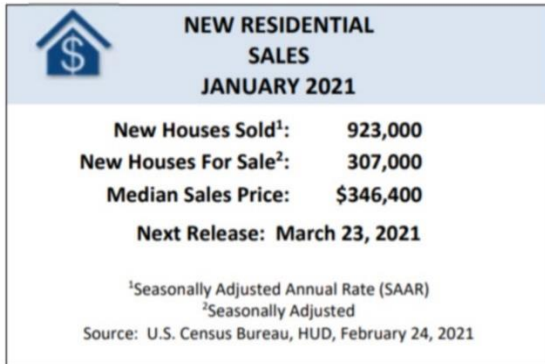 $
NEW RESIDENTIAL
SALES
JANUARY 2021
New Houses Sold¹: 923,000
New Houses For Sale²: 307,000
Median Sales Price: $346,400
Next Release: March 23, 2021
¹Seasonally Adjusted Annual Rate (SAAR)
²Seasonally Adjusted
Source: U.S. Census Bureau, HUD, February 24, 2021